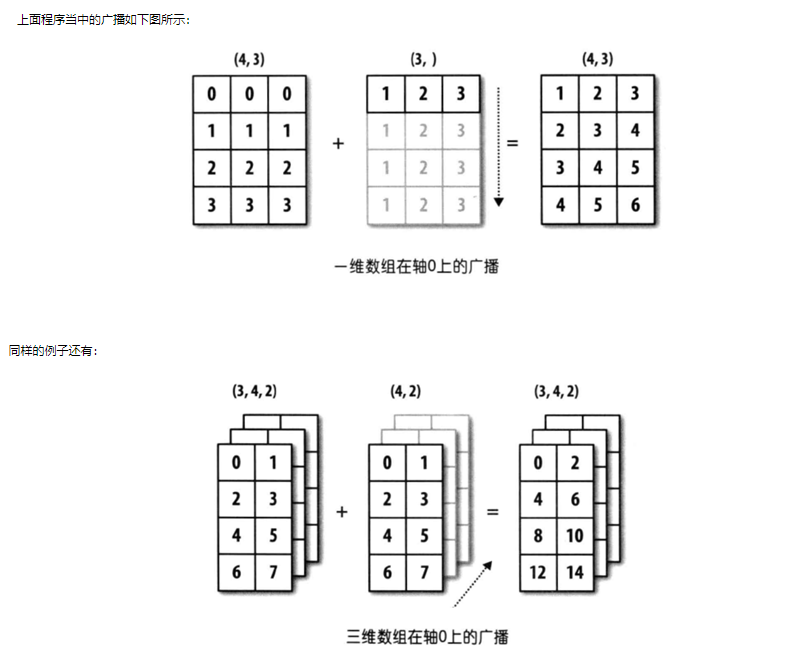 上面程序当中的广播如下图所示:
(4, 3) (3, ) (4, 3)
0 0 0 1 2 3 1 2 3
1 1 1 1 2 3 2 3 4
+ =
2 2 2 1 2 3 3 4 5
3 3 3 1 2 3 4 5 6
一维数组在轴0上的广播
同样的例子还有:
(3, 4, 2) (4, 2) (3, 4, 2)
0 1 0 1 0 2
2 3 2 3 4 6
+ =
4 5 4 5 8 10
6 7 6 7 12 14
三维数组在轴0上的广播